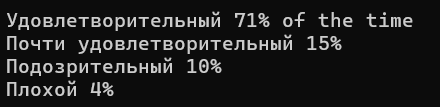 Удовлетворительный 71% of the time
Почти удовлетворительный 15%
Подозрительный 10%
Плохой 4%